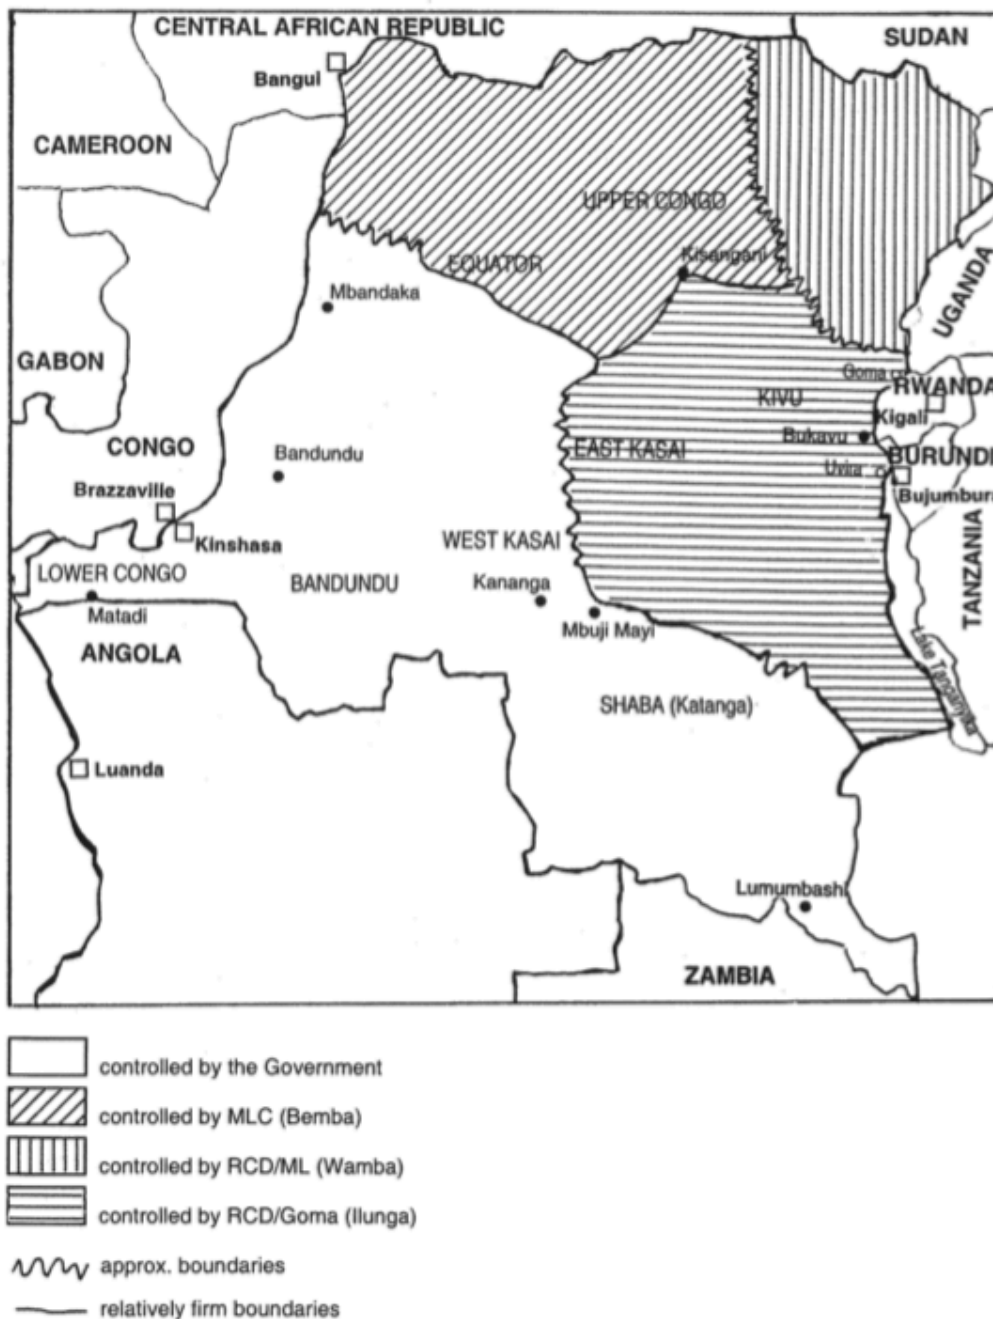 CENTRAL AFRICAN REPUBLIC
SUDAN
Bangui
CAMEROON
UPPER CONGO
Kisangani
EQUATOR
Mbandaka
UGANDA
GABON
Goma
RWANDA
KIVU
Kigali
CONGO
Bukavu
Bandundu
EAST KASAI
BURUNDI
Uvira
Brazzaville
Bujumbura
Kinshasa
WEST KASAI
TANZANIA
LOWER CONGO
BANDUNDU
Kananga
Matadi
Mbuji Mayi
ANGOLA
Lake Tanganyika
SHABA (Katanga)
Luanda
Lumumbash
ZAMBIA
controlled by the Government
controlled by MLC (Bemba)
controlled by RCD/ML (Wamba)
controlled by RCD/Goma (Ilunga)
approx. boundaries
relatively firm boundaries